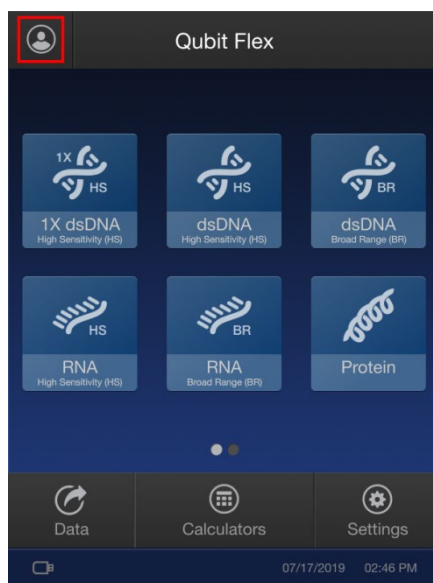 Qubit Flex
1X
HS
1X dsDNA
High Sensitivity (HS)
HS
dsDNA
High Sensitivity (HS)
BR
dsDNA
Broad Range (BR)
HS
RNA
High Sensitivity (HS)
BR
RNA
Broad Range (BR)
Protein
Data
Calculators
Settings
07/17/2019 02:46 PM